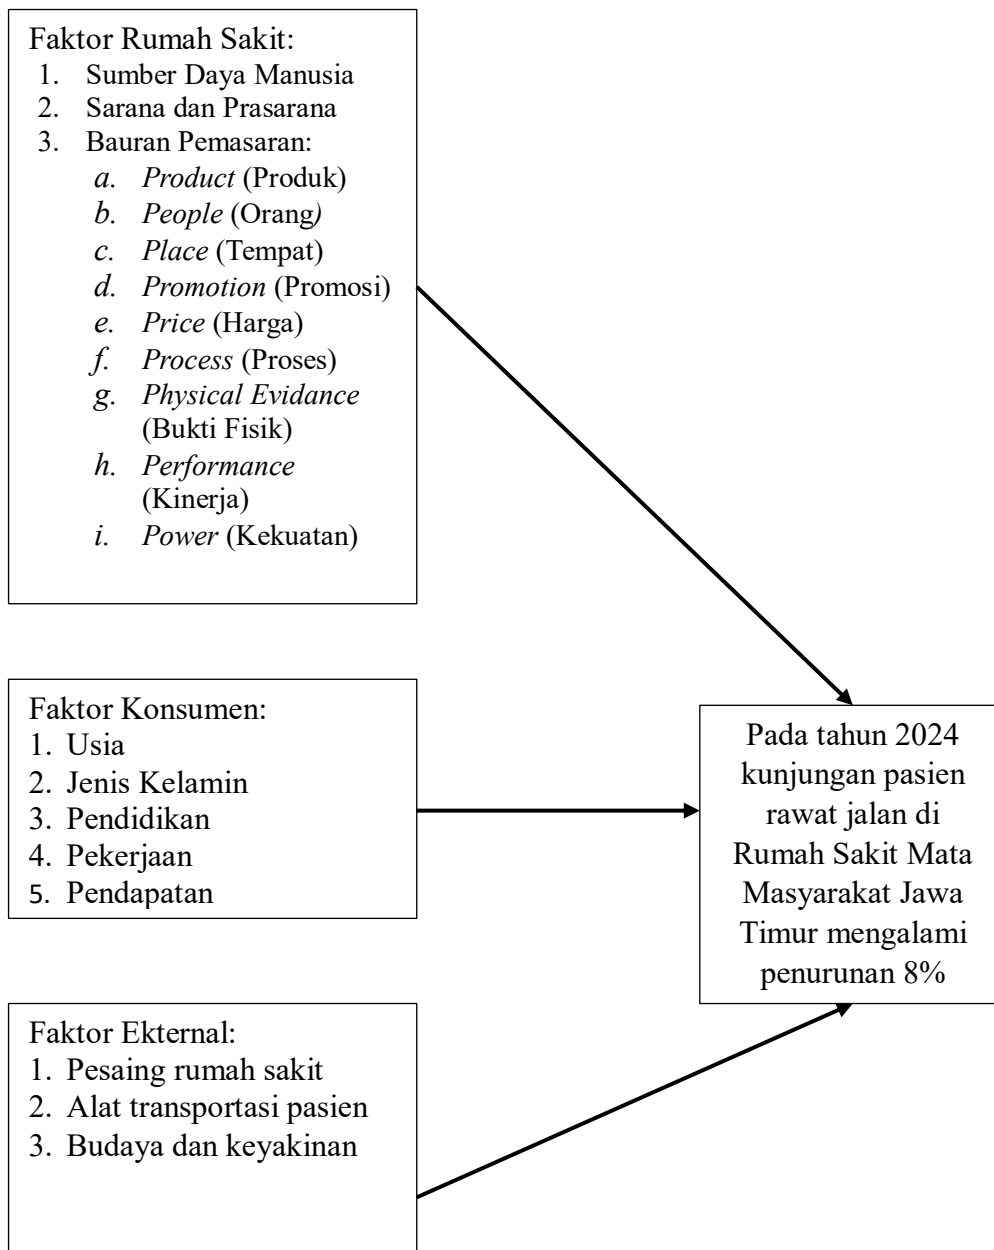 Faktor Rumah Sakit:
1. Sumber Daya Manusia
2. Sarana dan Prasarana
3. Bauran Pemasaran:
a. Product (Produk)
b. People (Orang)
c. Place (Tempat)
d. Promotion (Promosi)
e. Price (Harga)
f. Process (Proses)
g. Physical Evidance
(Bukti Fisik)
h. Performance
(Kinerja)
i. Power (Kekuatan)
Faktor Konsumen:
1. Usia
2. Jenis Kelamin
3. Pendidikan
4. Pekerjaan
5. Pendapatan
Faktor Ekternal:
1. Pesaing rumah sakit
2. Alat transportasi pasien
3. Budaya dan keyakinan
Pada tahun 2024
kunjungan pasien
rawat jalan di
Rumah Sakit Mata
Masyarakat Jawa
Timur mengalami
penurunan 8%